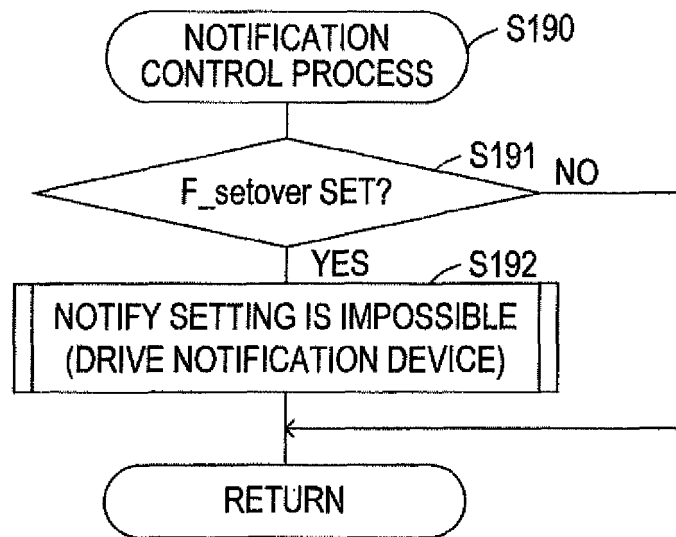 NOTIFICATION
CONTROL PROCESS
S190
S191
F_setover SET?
NO
YES
S192
NOTIFY SETTING IS IMPOSSIBLE
(DRIVE NOTIFICATION DEVICE)
RETURN